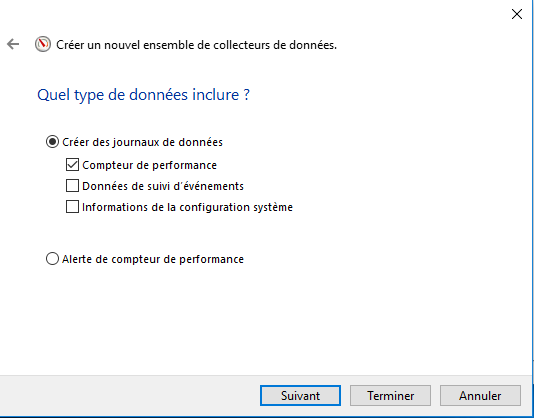 Créer un nouvel ensemble de collecteurs de données.
Quel type de données inclure ?
Créer des journaux de données
Compteur de performance
Données de suivi d'événements
Informations de la configuration système
Alerte de compteur de performance
Suivant
Terminer
Annuler